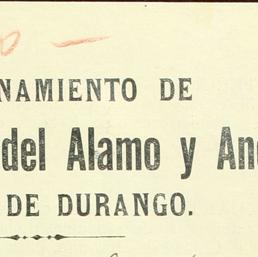 NAMIENTO DE
del Alamo y An
DE DURANGO.